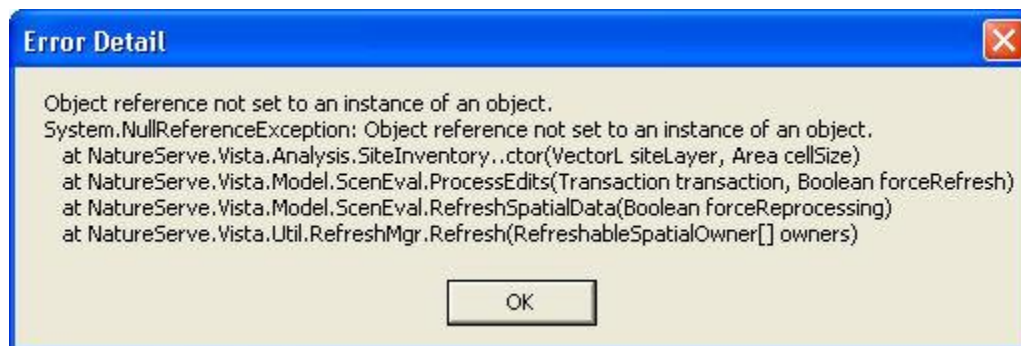 Error Detail
Object reference not set to an instance of an object.
System.NullReferenceException: Object reference not set to an instance of an object.
at NatureServe.Vista.Analysis.SiteInventory..ctor(VectorL siteLayer, Area cellSize)
at NatureServe.Vista.Model.ScenEval.ProcessEdits(Transaction transaction, Boolean forceRefresh)
at NatureServe.Vista.Model.ScenEval.RefreshSpatialData(Boolean forceReprocessing)
at NatureServe.Vista.Util.RefreshMgr.Refresh(RefreshableSpatialOwner[] owners)
OK